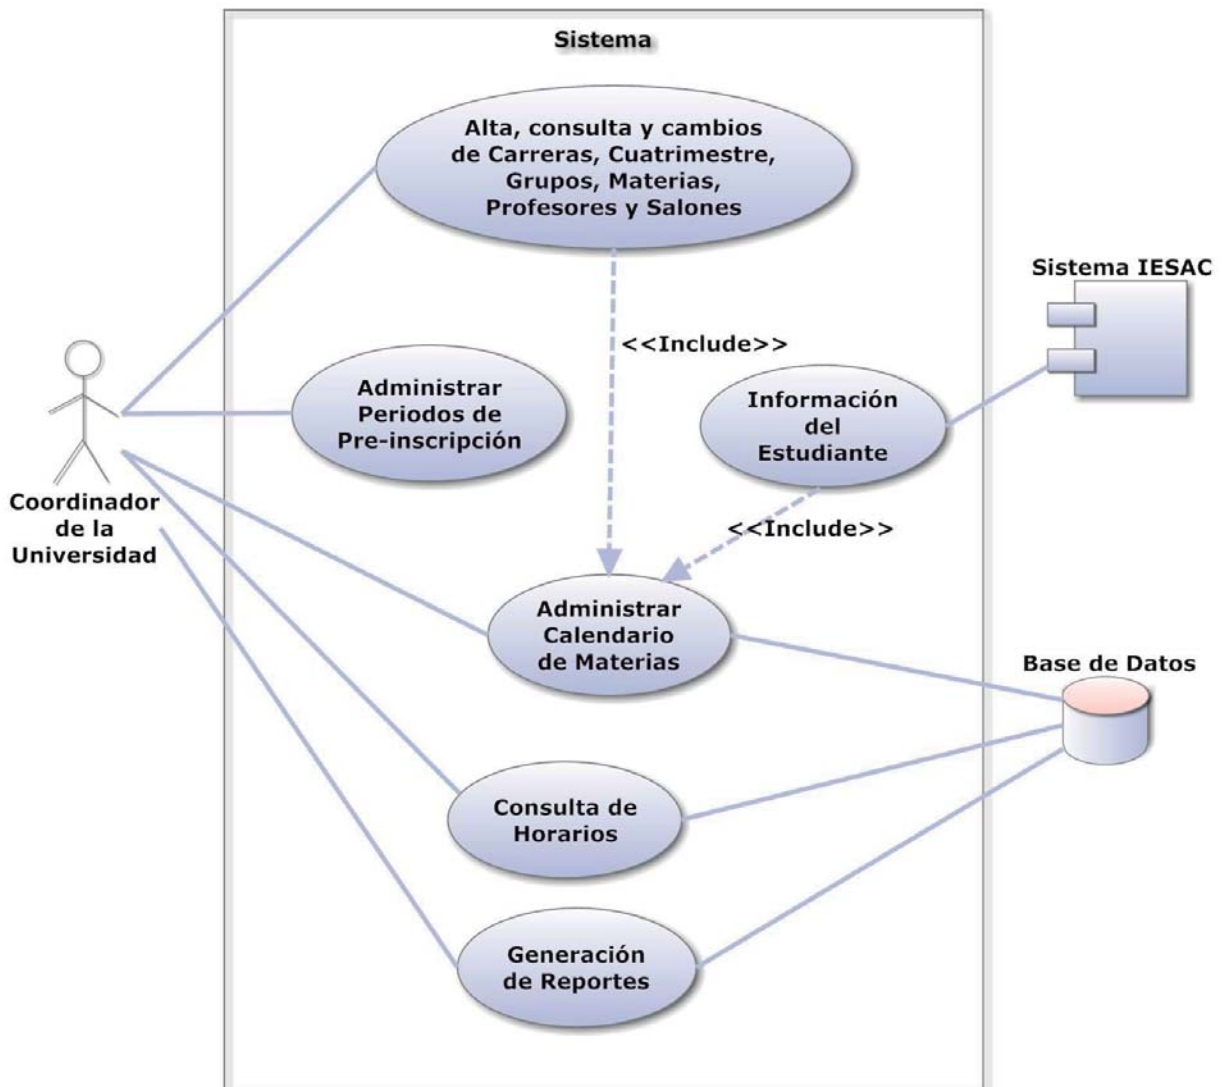 Sistema
Alta, consulta y cambios
de Carreras, Cuatrimestre,
Grupos, Materias,
Profesores y Salones
Sistema IESAC
<<Include>>
Administrar
Periodos de
Pre-inscripción
Información
del
Estudiante
Coordinador
de la
Universidad
<<Include>>
Administrar
Calendario
de Materias
Base de Datos
Consulta de
Horarios
Generación
de Reportes